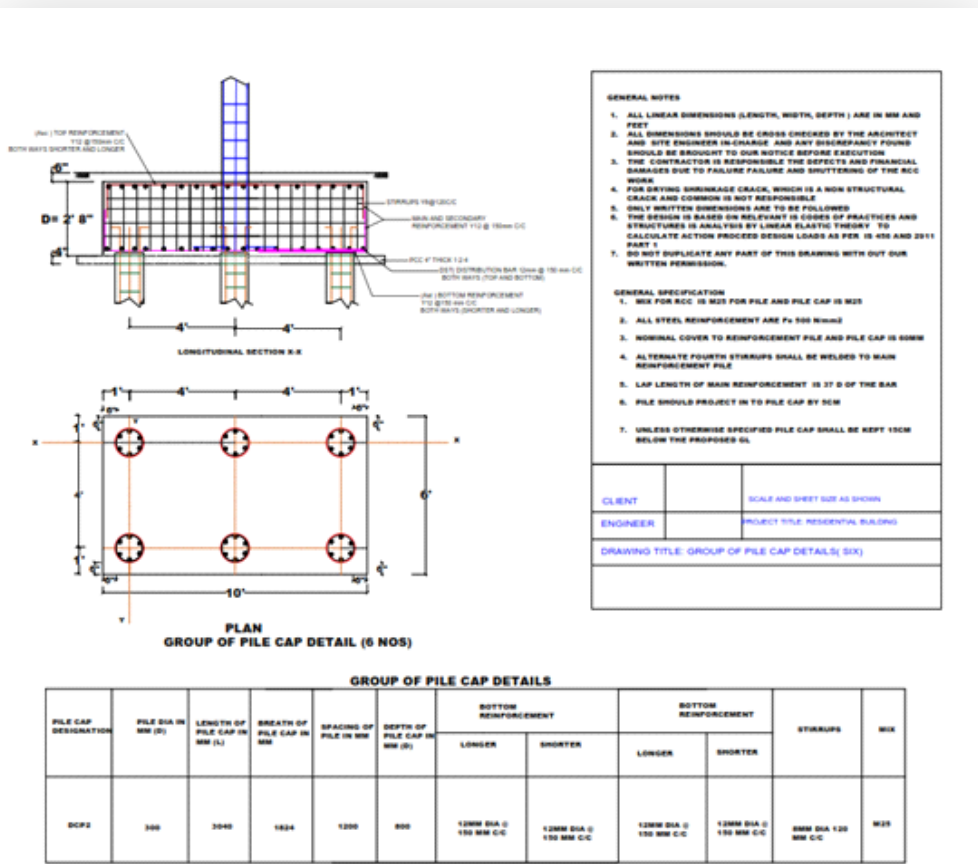 (Ast ) TOP REINFORCEMENT
Y12 @150mm C/C
BOTH WAYS SHORTER AND LONGER
6"
D= 2' 8"
4"
STIRRUPS Y8@120C/C
MAIN AND SECONDARY
REINFORCEMENT Y12 @ 150mm C/C
PCC 4" THICK 1:2:4
DISTRIBUTION BAR 12mm @ 150 mm C/C
BOTH WAYS (TOP AND BOTTOM)
(Ast ) BOTTOM REINFORCEMENT
Y12 @150 mm C/C
BOTH WAYS (SHORTER AND LONGER)
4' 4'
LONGITUDINAL SECTION X-X
1' 4' 4' 1'
6" 6"
1'
Y
X X
4'
6'
1'
6" 6"
10'
Y
PLAN
GROUP OF PILE CAP DETAIL (6 NOS)
GENERAL NOTES
1. ALL LINEAR DIMENSIONS (LENGTH, WIDTH, DEPTH ) ARE IN MM AND
FEET
2. ALL DIMENSIONS SHOULD BE CROSS CHECKED BY THE ARCHITECT
AND SITE ENGINEER IN-CHARGE AND ANY DISCREPANCY FOUND
SHOULD BE BROUGHT TO OUR NOTICE BEFORE EXECUTION
3. THE CONTRACTOR IS RESPONSIBLE THE DEFECTS AND FINANCIAL
DAMAGES DUE TO FAILURE FAILURE AND SHUTTERING OF THE RCC
WORK
4. FOR DRYING SHRINKAGE CRACK, WHICH IS A NON STRUCTURAL
CRACK AND COMMON IS NOT RESPONSIBLE
5. ONLY WRITTEN DIMENSIONS ARE TO BE FOLLOWED
6. THE DESIGN IS BASED ON RELEVANT IS CODES OF PRACTICES AND
STRUCTURES IS ANALYSIS BY LINEAR ELASTIC THEORY TO
CALCULATE ACTION PROCEED DESIGN LOADS AS PER IS 456 AND 2911
PART 1
7. DO NOT DUPLICATE ANY PART OF THIS DRAWING WITH OUT OUR
WRITTEN PERMISSION.
GENERAL SPECIFICATION
1. MIX FOR RCC IS M25 FOR PILE AND PILE CAP IS M25
2. ALL STEEL REINFORCEMENT ARE Fe 500 N/mm2
3. NOMINAL COVER TO REINFORCEMENT PILE AND PILE CAP IS 60MM
4. ALTERNATE FOURTH STIRRUPS SHALL BE WELDED TO MAIN
REINFORCEMENT PILE
5. LAP LENGTH OF MAIN REINFORCEMENT IS 37 D OF THE BAR
6. PILE SHOULD PROJECT IN TO PILE CAP BY 5CM
7. UNLESS OTHERWISE SPECIFIED PILE CAP SHALL BE KEPT 15CM
BELOW THE PROPOSED GL
CLIENT SCALE AND SHEET SIZE AS SHOWN
ENGINEER PROJECT TITLE: RESIDENTIAL BUILDING
DRAWING TITLE: GROUP OF PILE CAP DETAILS( SIX)
GROUP OF PILE CAP DETAILS
PILE CAP
DESIGNATION
PILE DIA IN
MM (D)
LENGTH OF
PILE CAP IN
MM (L)
BREATH OF
PILE CAP IN
MM
SPACING OF
PILE IN MM
DEPTH OF
PILE CAP IN
MM (D)
BOTTOM
REINFORCEMENT
LONGER SHORTER
BOTTOM
REINFORCEMENT
LONGER SHORTER
STIRRUPS
MIX
DCP2 300 3040 1824 1200 800
12MM DIA @
150 MM C/C
12MM DIA @
150 MM C/C
12MM DIA @
150 MM C/C
12MM DIA @
150 MM C/C
8MM DIA 120
MM C/C
M25